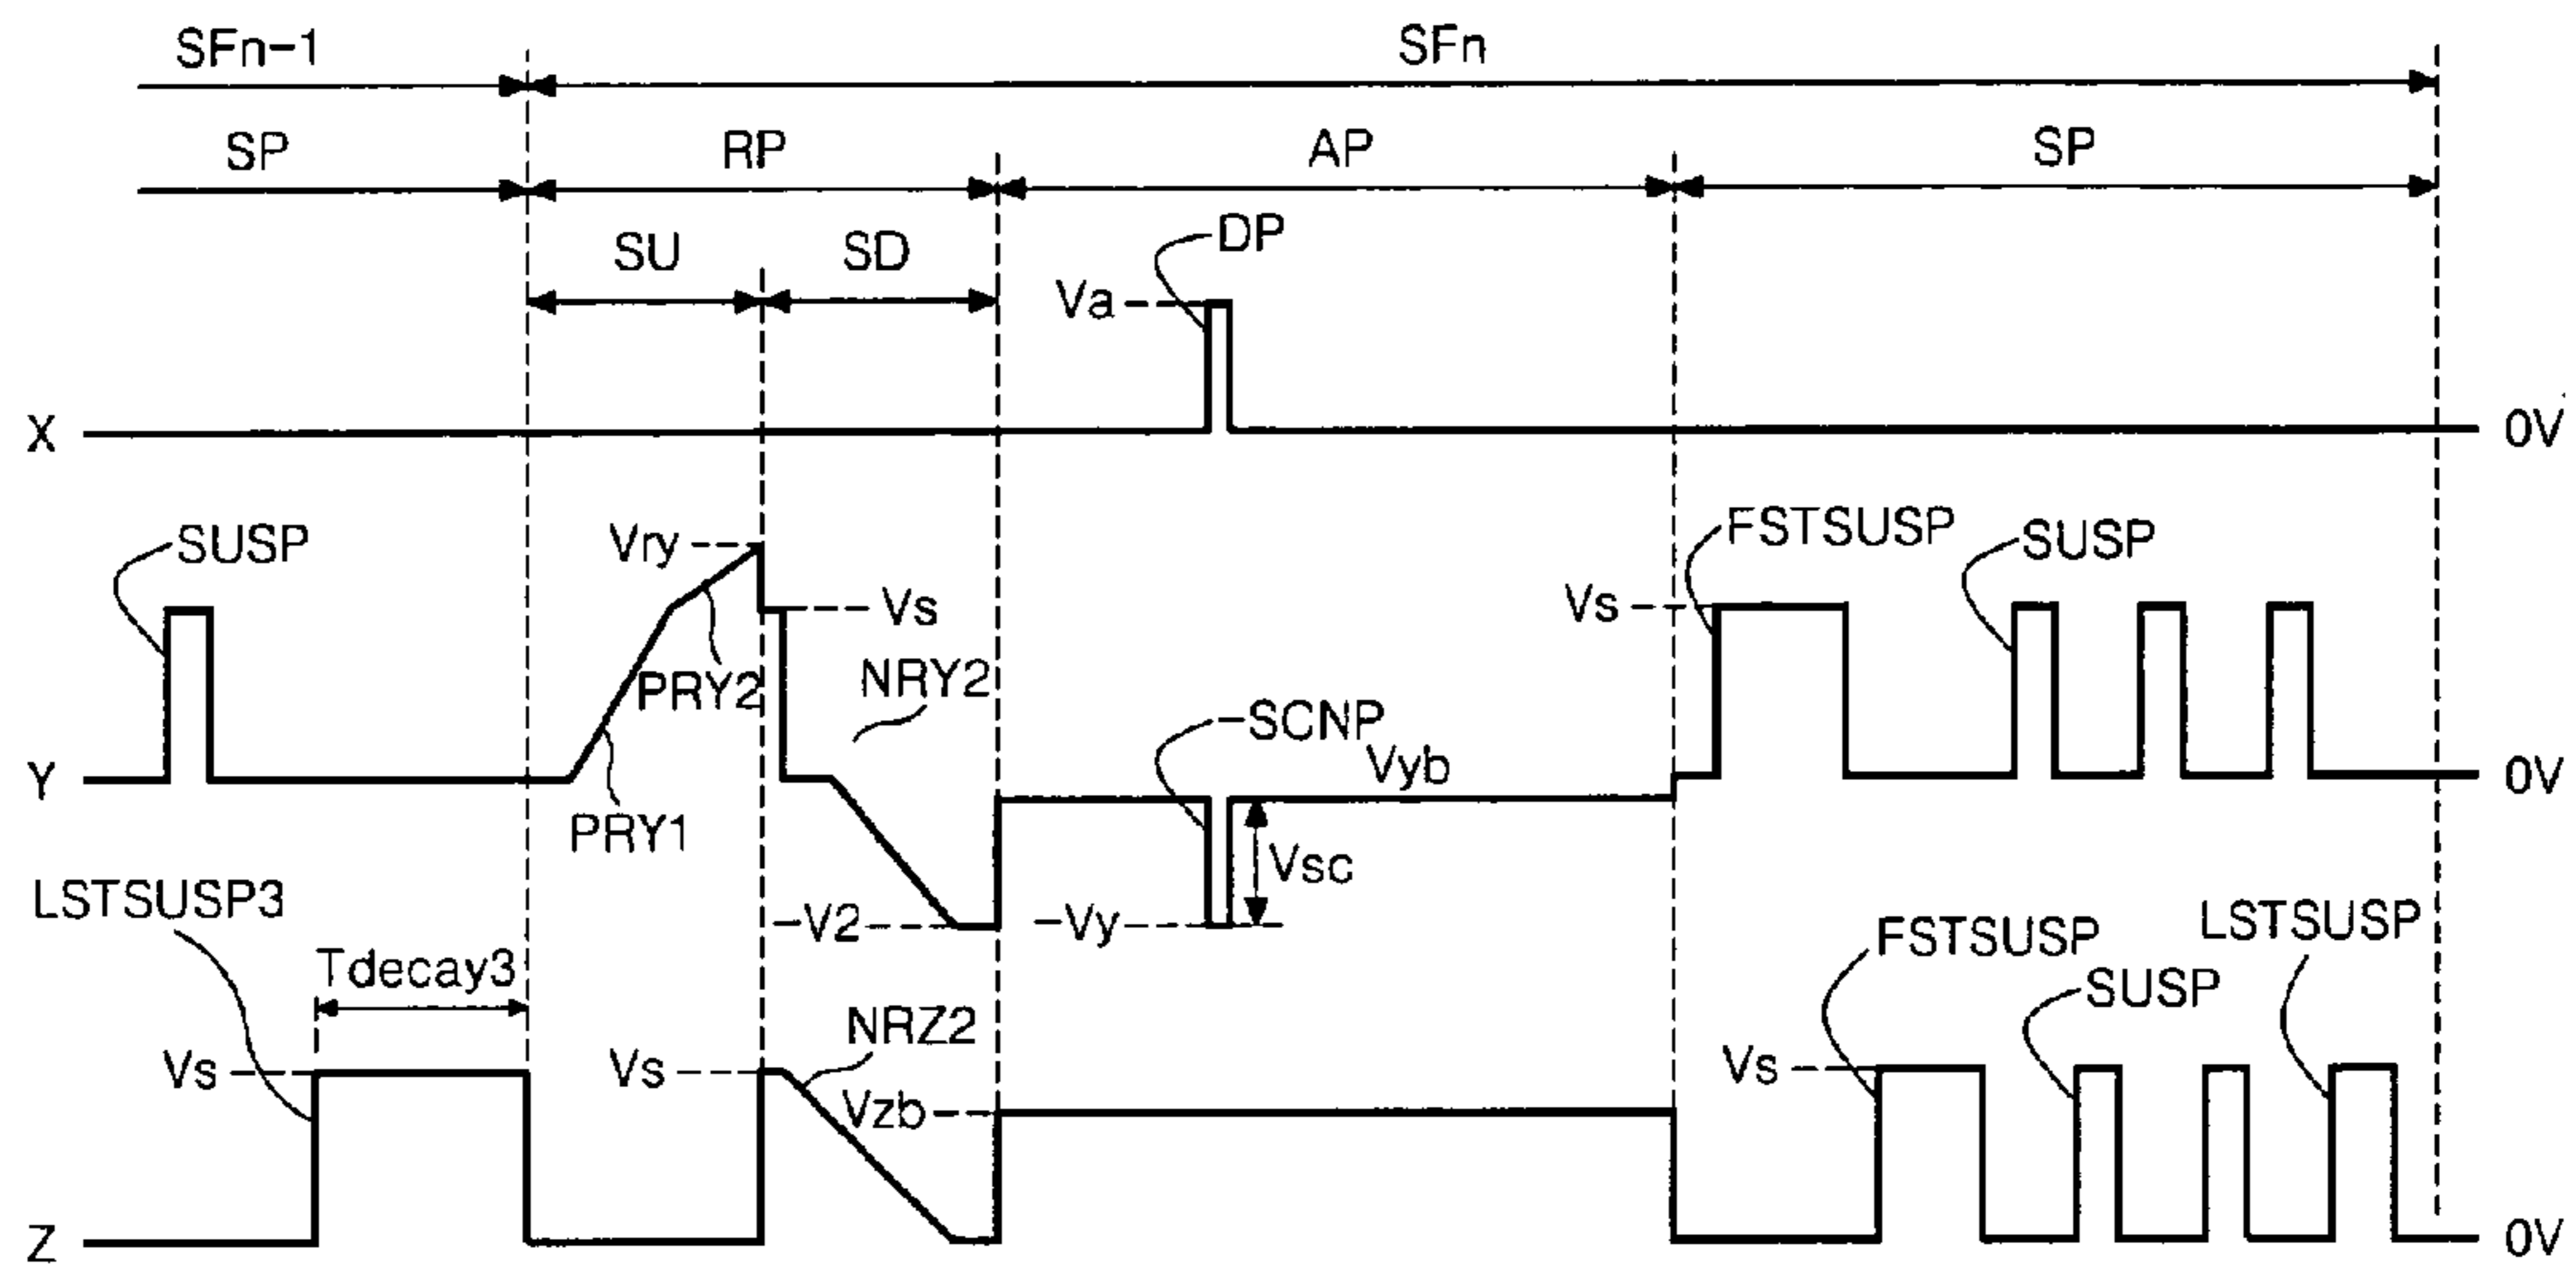 SFn-1 SFn
SP RP AP SP
SU SD DP
Va
X 0V
SUSP Vry Vs FSTSUSP SUSP
Vs
PRY2 NRY2
-SCNP
Vyb
Y 0V
PRY1 Vsc
LSTSUSP3 -V2 -Vy FSTSUSP LSTSUSP
Tdecay3 SUSP
NRZ2
Vs Vs Vs
Vzb
Z 0V